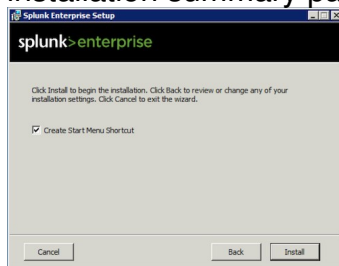 Installation summary pa
Splunk Enterprise Setup
splunk>enterprise
Click Install to begin the installation. Click Back to review or change any of your
installation settings. Click Cancel to exit the wizard.
Create Start Menu Shortcut
Cancel
Back
Install